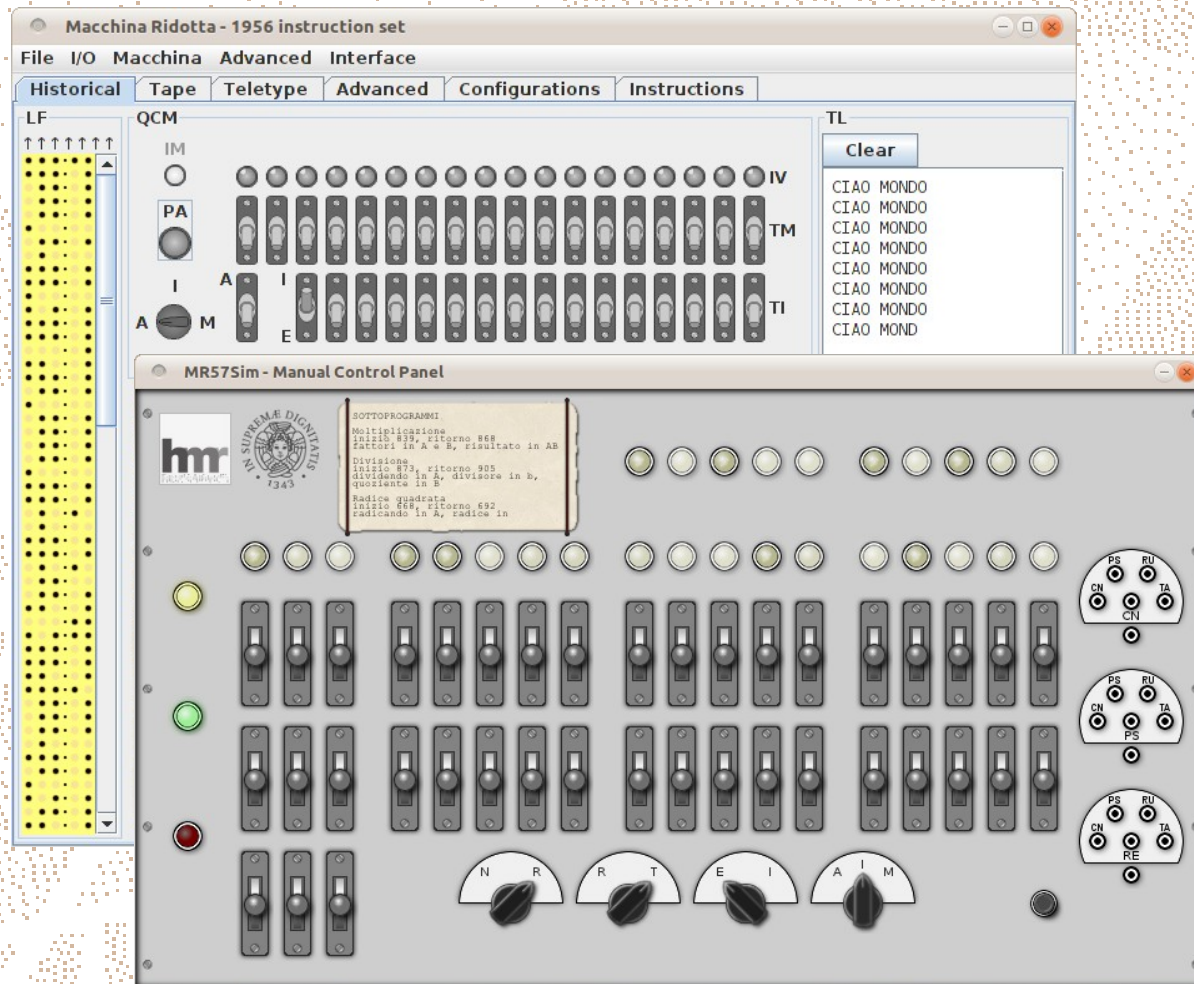 Macchina Ridotta - 1956 instruction set
File I/O Macchina Advanced Interface
Historical Tape Teletype Advanced Configurations Instructions
LF QCM TL
IM
Clear
IV
PA
TM
A I
I
TI
A M
E
CIAO MONDO
CIAO MONDO
CIAO MONDO
CIAO MONDO
CIAO MONDO
CIAO MONDO
CIAO MONDO
CIAO MOND
MR57Sim - Manual Control Panel
hmr
IN SUPREMÆ DIGNITATIS
1343
SOTTOPROGRAMMI
Moltiplicazione
inizio 839, ritorno 868
fattori in A e B, risultato in AB
Divisione
inizio 873, ritorno 905
dividendo in A, divisore in b,
quoziente in B
Radice quadrata
inizio 668, ritorno 692
radicando in A, radice in
PS RU
CN TA
CN
PS RU
CN TA
PS
PS RU
CN TA
RE
N R
R T
E I
A I M